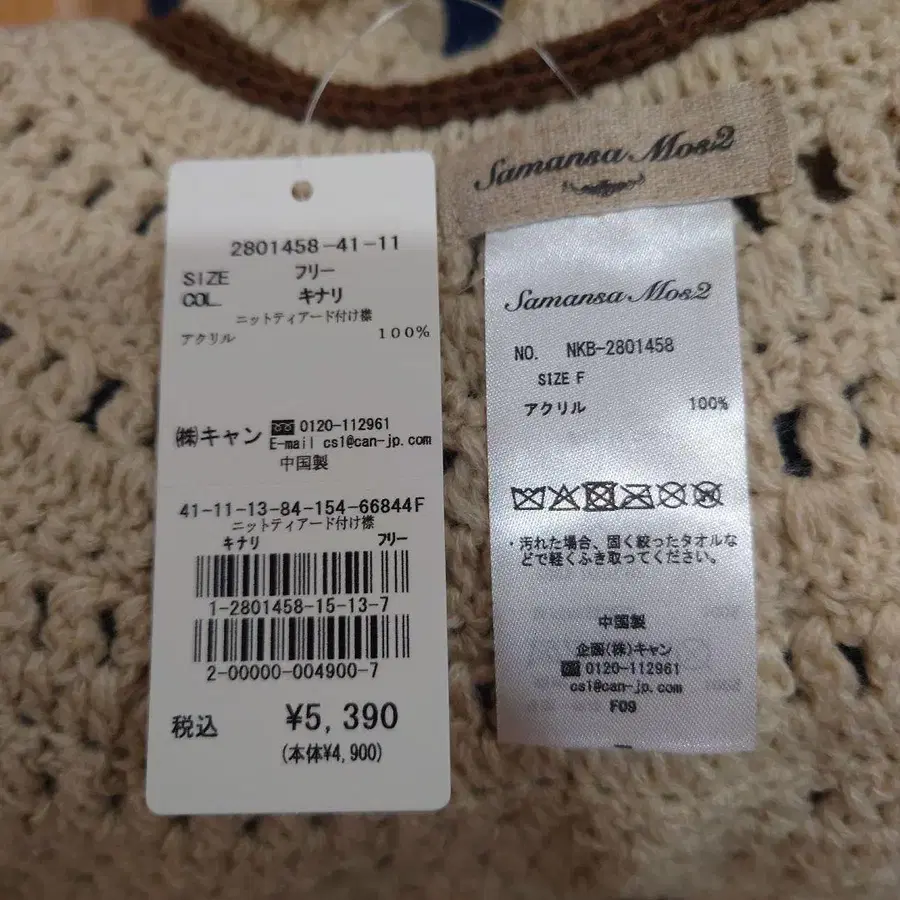 2801458-41-11
SIZE フリー
COL. キナリ
ニットティアード付け襟
アクリル 100%
㈱キャン 0120-112961
E-mail cs1@can-jp.com
中国製
41-11-13-84-154-66844F
ニットティアード付け襟
キナリ フリー
1-2801458-15-13-7
2-00000-004900-7
税込 ¥5,390
(本体¥4,900)
Samansa Mos2
Samansa Mos2
NO. NKB-2801458
SIZE F
アクリル 100%
・汚れた場合、固く絞ったタオルな
どで軽くふき取ってください。
中国製
企画(株)キャン
0120-112961
cs1@can-jp.com
F09